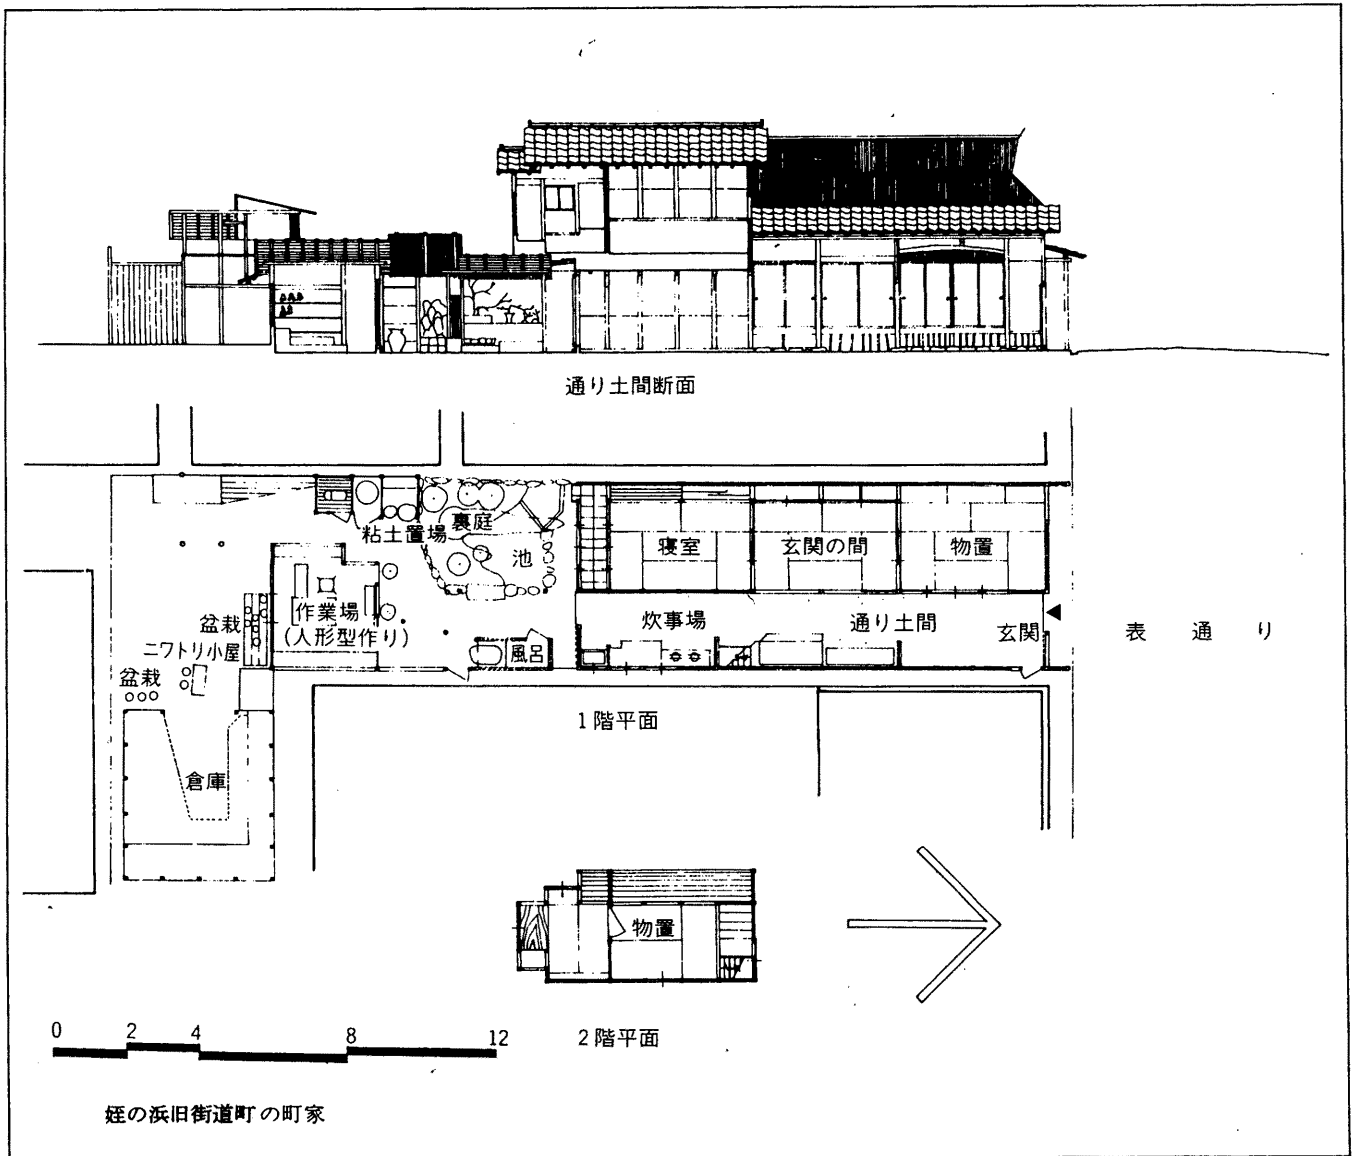 通り土間断面
粘土置場
裏庭
池
寝室
玄関の間
物置
盆栽
作業場
(人形型作り)
ニワトリ小屋
盆栽
風呂
炊事場
通り土間
玄関
表通り
1階平面
倉庫
物置
0 2 4 8 12
2階平面
姪の浜旧街道町の町家